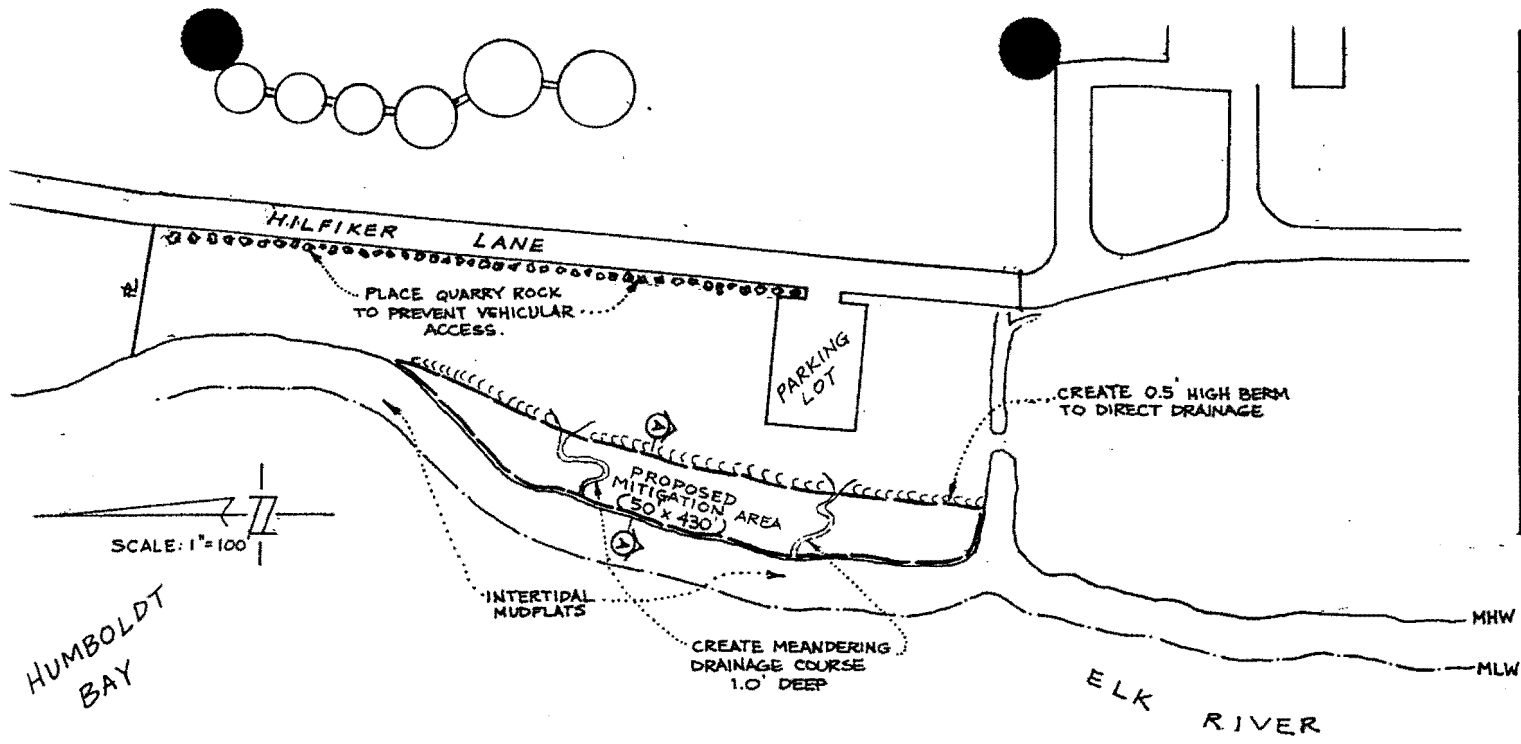 HILFIKER LANE
PLACE QUARRY ROCK
TO PREVENT VEHICULAR
ACCESS.
PL
PARKING
LOT
CREATE 0.5' HIGH BERM
TO DIRECT DRAINAGE
A
PROPOSED
MITIGATION AREA
(50' x 430')
A
SCALE: 1"=100'
INTERTIDAL
MUDFLATS
CREATE MEANDERING
DRAINAGE COURSE
1.0' DEEP
HUMBOLDT
BAY
MHW
MLW
ELK
RIVER